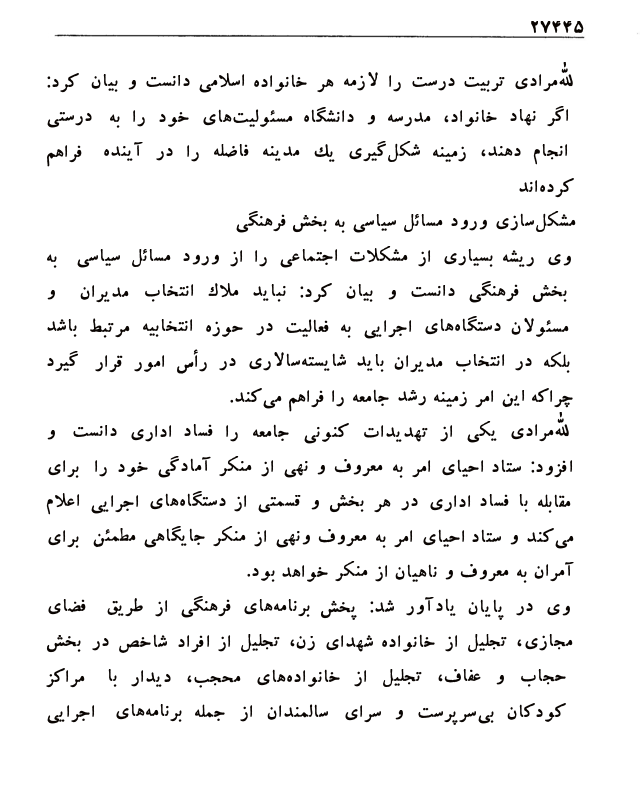 ۲۷۴۴۵
لله‌مرادی تربیت درست را لازمه هر خانواده اسلامی دانست و بیان کرد:
اگر نهاد خانواد، مدرسه و دانشگاه مسئولیت‌های خود را به درستی
انجام دهند، زمینه شکل‌گیری یك مدینه فاضله را در آینده فراهم
کرده‌اند
مشکل‌سازی ورود مسائل سیاسی به بخش فرهنگی
وی ریشه بسیاری از مشکلات اجتماعی را از ورود مسائل سیاسی به
بخش فرهنگی دانست و بیان کرد: نباید ملاك انتخاب مدیران و
مسئولان دستگاه‌های اجرایی به فعالیت در حوزه انتخابیه مرتبط باشد
بلکه در انتخاب مدیران باید شایسته‌سالاری در رأس امور قرار گیرد
چراکه این امر زمینه رشد جامعه را فراهم می‌کند.
لله‌مرادی یکی از تهدیدات کنونی جامعه را فساد اداری دانست و
افزود: ستاد احیای امر به معروف و نهی از منکر آمادگی خود را برای
مقابله با فساد اداری در هر بخش و قسمتی از دستگاه‌های اجرایی اعلام
می‌کند و ستاد احیای امر به معروف ونهی از منکر جایگاهی مطمئن برای
آمران به معروف و ناهیان از منکر خواهد بود.
وی در پایان یادآور شد: پخش برنامه‌های فرهنگی از طریق فضای
مجازی، تجلیل از خانواده شهدای زن، تجلیل از افراد شاخص در بخش
حجاب و عفاف، تجلیل از خانواده‌های محجب، دیدار با مراکز
کودکان بی‌سرپرست و سرای سالمندان از جمله برنامه‌های اجرایی